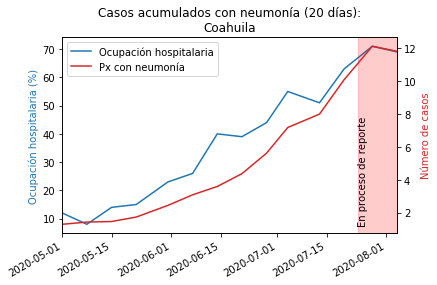 Casos acumulados con neumonía (20 días):
Coahuila
Ocupación hospitalaria
Px con neumonía
Ocupación hospitalaria (%)
70
60
50
40
30
20
10
En proceso de reporte
12
10
8
6
4
2
Número de casos
2020-05-01
2020-05-15
2020-06-01
2020-06-15
2020-07-01
2020-07-15
2020-08-01